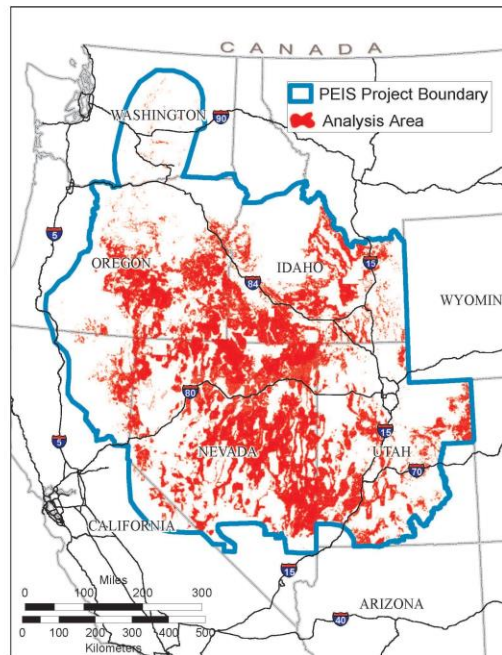 CANADA
PEIS Project Boundary
Analysis Area
WASHINGTON
90
5
OREGON
IDAHO
15
84
WYOMIN
80
5
15
NEVADA
UTAH
70
CALIFORNIA
15
ARIZONA
40
Miles
0 100 200 300
0 100 200 300 400 500
Kilometers